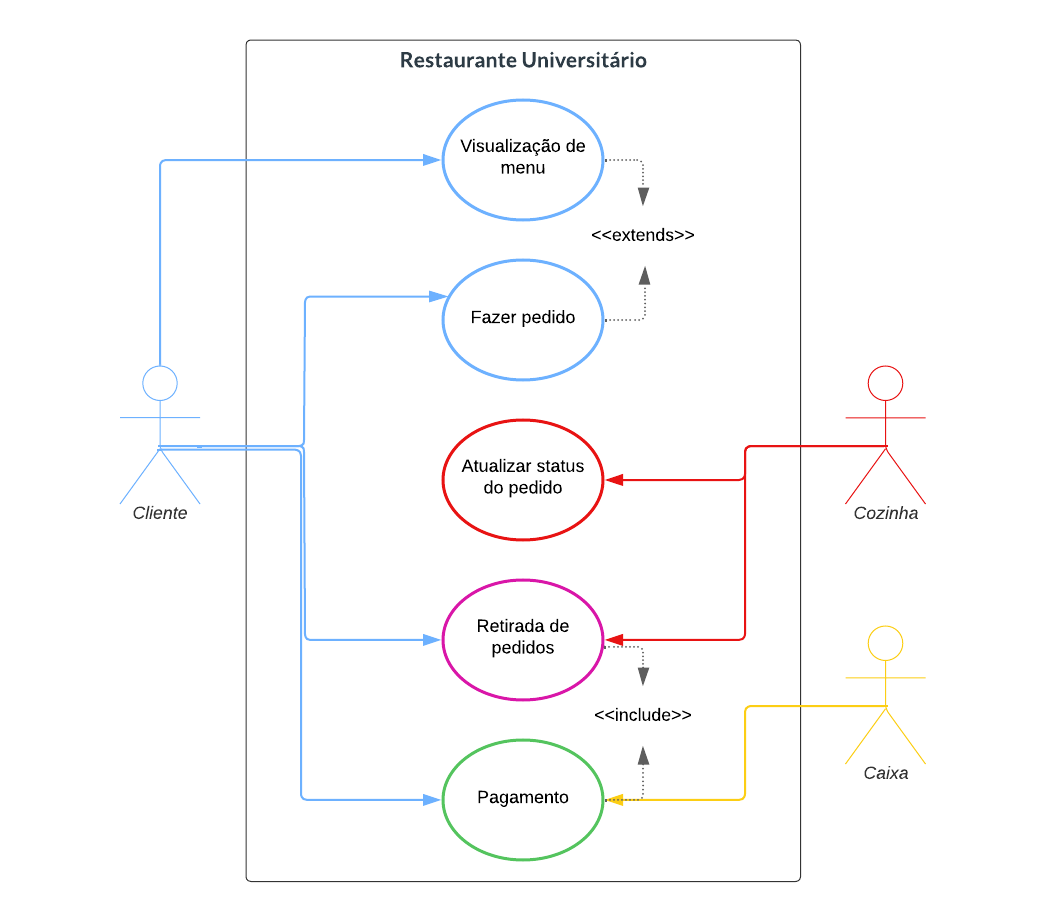 Restaurante Universitário
Visualização de
menu
<<extends>>
Fazer pedido
Atualizar status
do pedido
Cliente
Cozinha
Retirada de
pedidos
<<include>>
Caixa
Pagamento